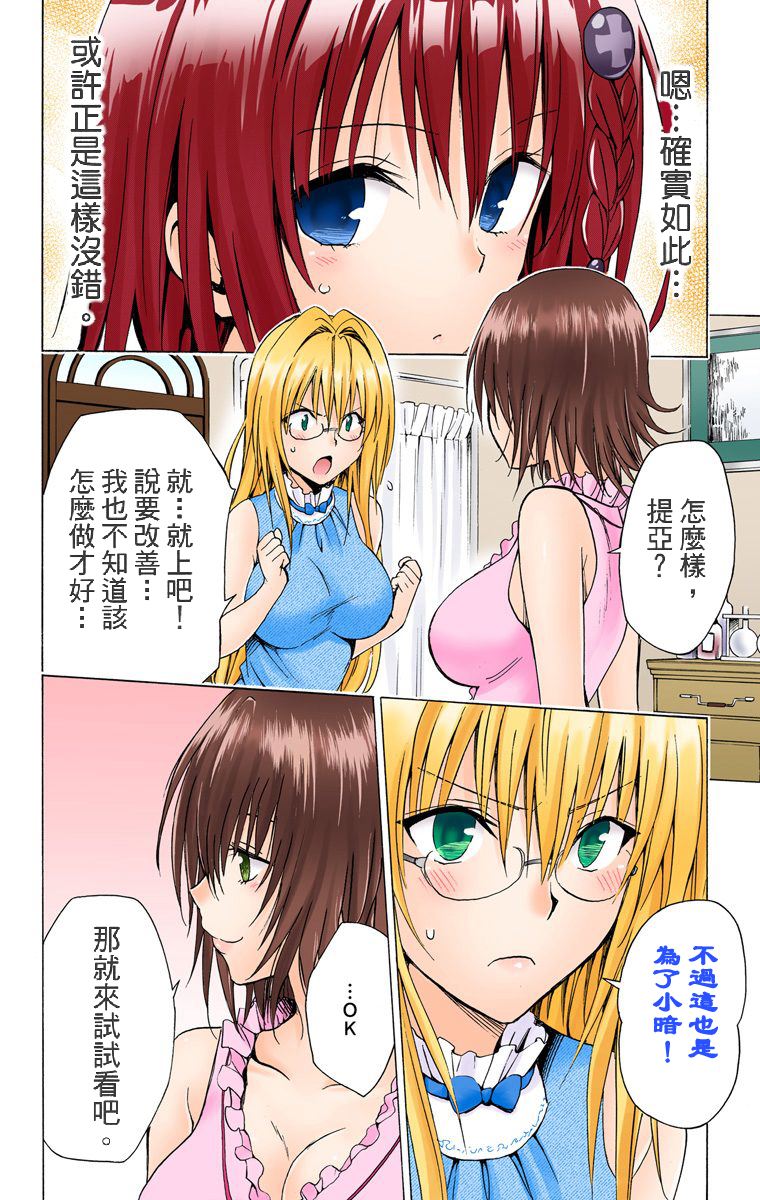 嗯…確實如此…
或許正是這樣沒錯。
怎麼樣，
提亞？
就…就上吧！
說要改善…
我也不知道該
怎麼做才好…
不過這也是
為了小暗！
…OK
那就來試試看吧。